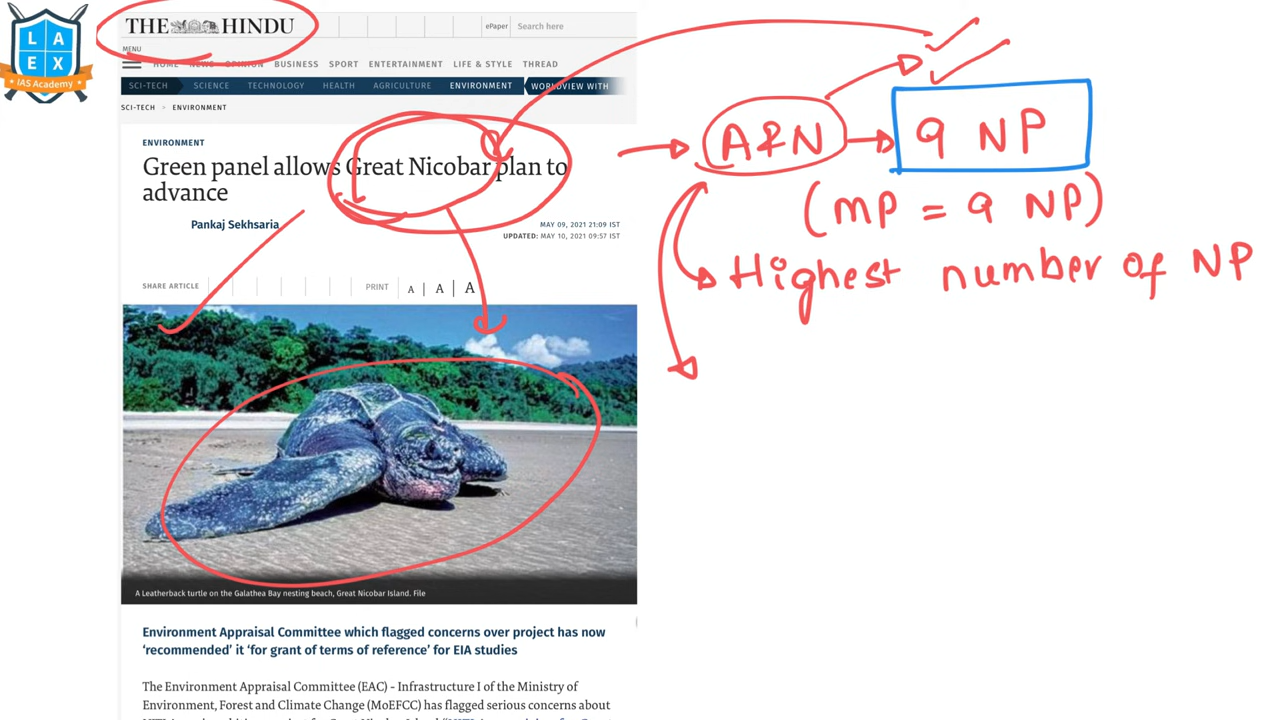 LAEX
IAS Academy
THE HINDU
ePaper
Search here
MENU
HOME NEWS OPINION BUSINESS SPORT ENTERTAINMENT LIFE & STYLE THREAD
SCI-TECH SCIENCE TECHNOLOGY HEALTH AGRICULTURE ENVIRONMENT WORLDVIEW WITH
SCI-TECH > ENVIRONMENT
ENVIRONMENT
Green panel allows Great Nicobar plan to
advance
Pankaj Sekhsaria
MAY 09, 2021 21:09 IST
UPDATED: MAY 10, 2021 09:57 IST
SHARE ARTICLE
PRINT A | A | A
A Leatherback turtle on the Galathea Bay nesting beach, Great Nicobar Island. File
Environment Appraisal Committee which flagged concerns over project has now
‘recommended’ it ‘for grant of terms of reference’ for EIA studies
The Environment Appraisal Committee (EAC) - Infrastructure I of the Ministry of
Environment, Forest and Climate Change (MoEFCC) has flagged serious concerns about
A&N → 9 NP
(MP = 9 NP)
Highest number of NP